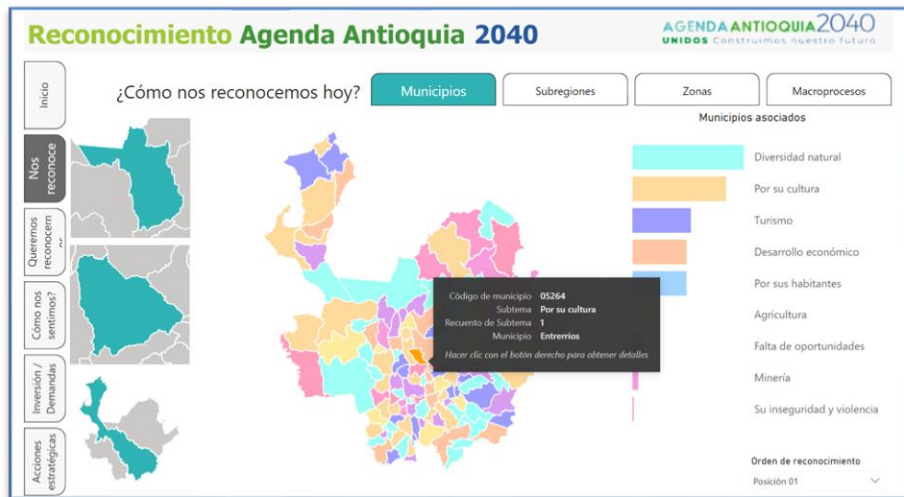 Reconocimiento Agenda Antioquia 2040
AGENDA ANTIOQUIA 2040
UNIDOS Construimos nuestro futuro
¿Cómo nos reconocemos hoy?
Municipios
Subregiones
Zonas
Macroprocesos
Inicio
Nos
reconoce
Queremos
reconocern
os
Cómo nos
sentimos?
Inversión /
Demandas
Acciones
estratégicas
Municipios asociados
Diversidad natural
Por su cultura
Turismo
Desarrollo económico
Por sus habitantes
Agricultura
Falta de oportunidades
Minería
Su inseguridad y violencia
Código de municipio 05264
Subtema Por su cultura
Recuento de Subtema 1
Municipio Entrerríos
Hacer clic con el botón derecho para obtener detalles
Orden de reconocimiento
Posición 01